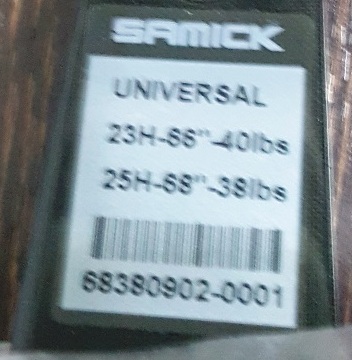 SAMICK
UNIVERSAL
23H-66"-40lbs
25H-68"-38lbs
68380902-0001